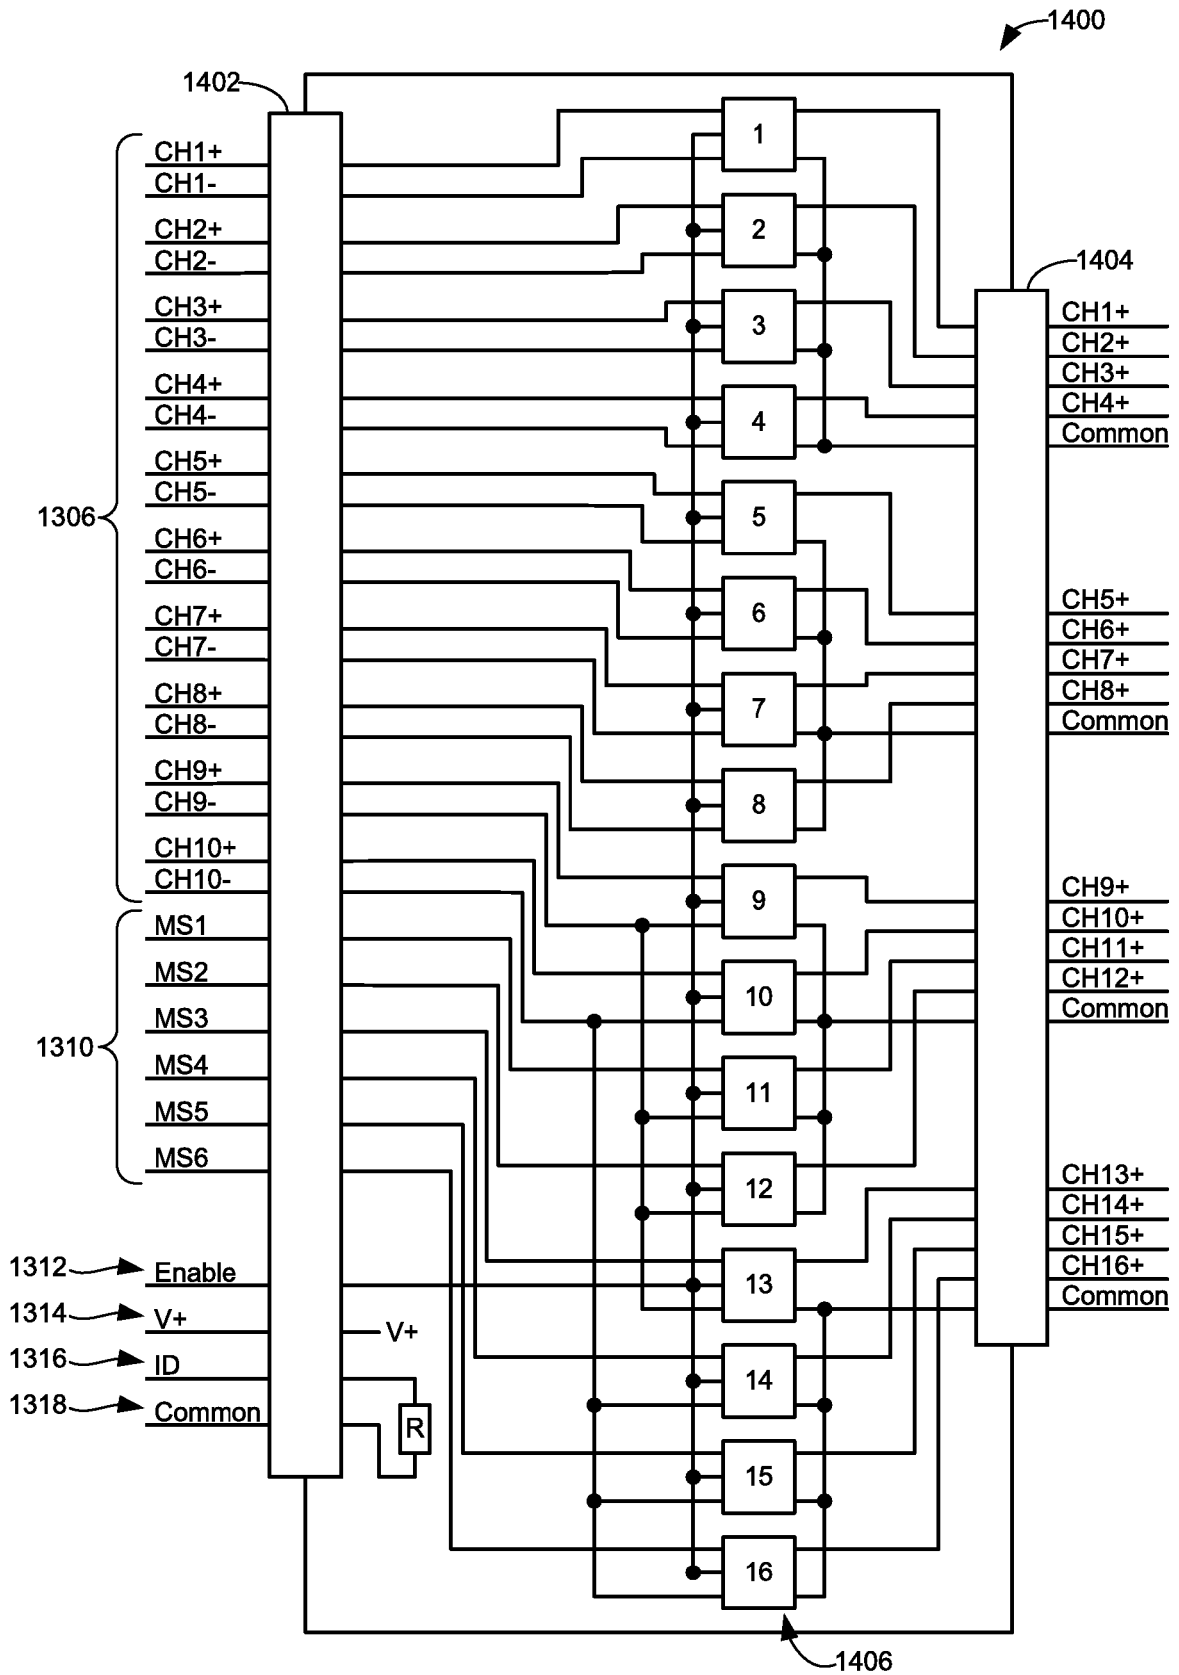 1400
1402
1404
1306
1310
1312
1314
1316
1318
1406
CH1+
CH1-
CH2+
CH2-
CH3+
CH3-
CH4+
CH4-
CH5+
CH5-
CH6+
CH6-
CH7+
CH7-
CH8+
CH8-
CH9+
CH9-
CH10+
CH10-
MS1
MS2
MS3
MS4
MS5
MS6
Enable
V+
ID
Common
V+
R
1
2
3
4
5
6
7
8
9
10
11
12
13
14
15
16
CH1+
CH2+
CH3+
CH4+
Common
CH5+
CH6+
CH7+
CH8+
Common
CH9+
CH10+
CH11+
CH12+
Common
CH13+
CH14+
CH15+
CH16+
Common